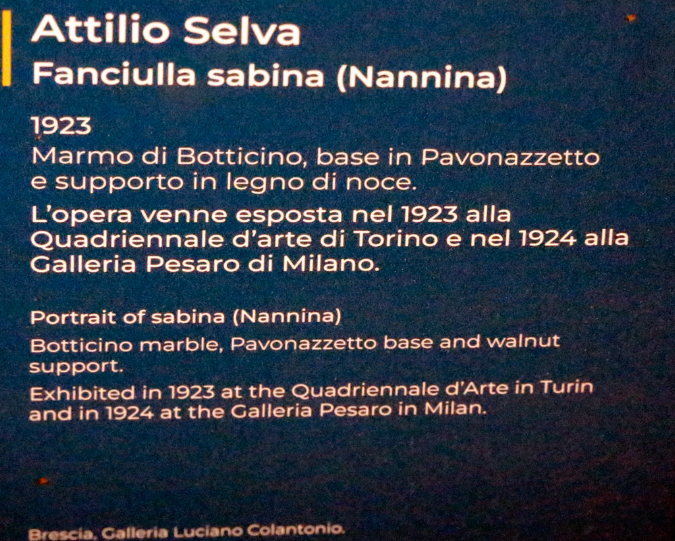 Attilio Selva
Fanciulla sabina (Nannina)
1923
Marmo di Botticino, base in Pavonazzetto
e supporto in legno di noce.
L'opera venne esposta nel 1923 alla
Quadriennale d'arte di Torino e nel 1924 alla
Galleria Pesaro di Milano.
Portrait of sabina (Nannina)
Botticino marble, Pavonazzetto base and walnut
support.
Exhibited in 1923 at the Quadriennale d'Arte in Turin
and in 1924 at the Galleria Pesaro in Milan.
Brescia, Galleria Luciano Colantonio.